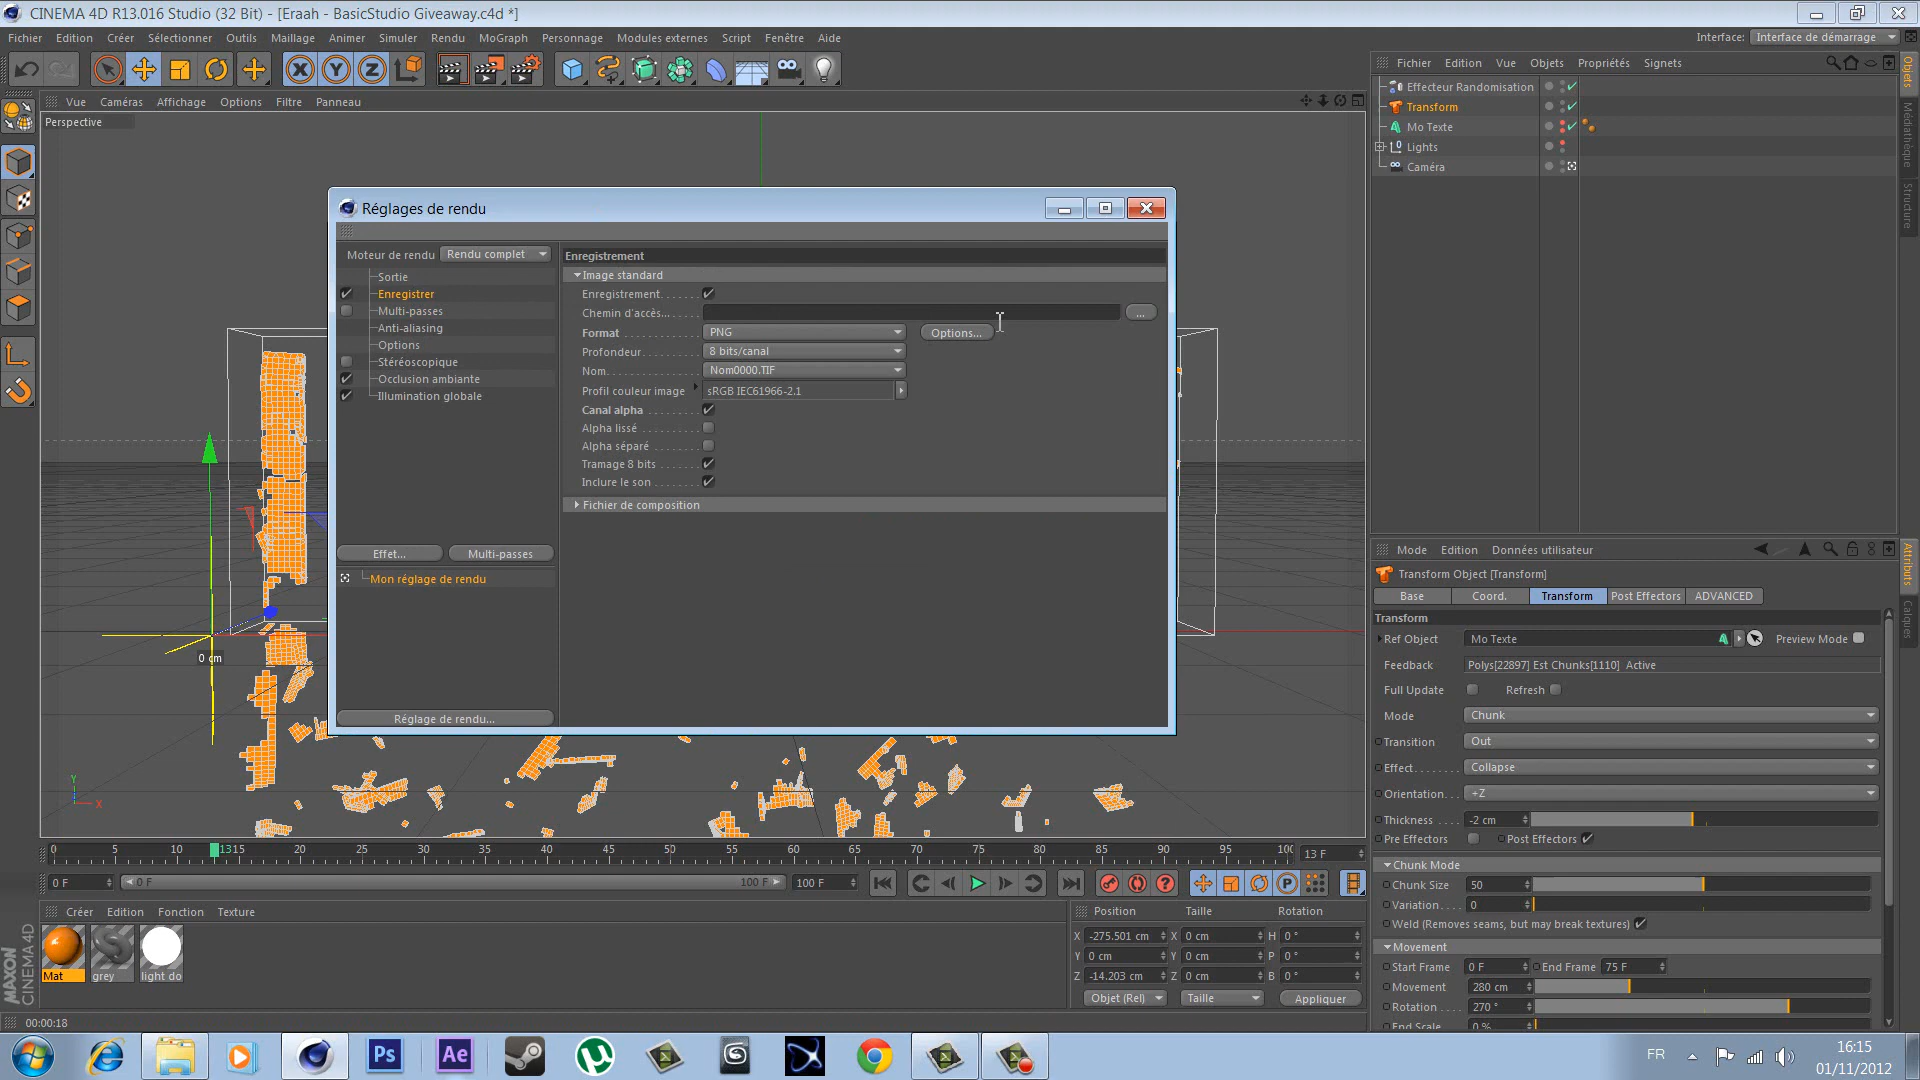 CINEMA 4D R13.016 Studio (32 Bit) - [Eraah - BasicStudio Giveaway.c4d *]
Fichier Edition Créer Sélectionner Outils Maillage Animer Simuler Rendu MoGraph Personnage Modules externes Script Fenêtre Aide
Interface: Interface de démarrage
Vue Caméras Affichage Options Filtre Panneau
Perspective
Fichier Edition Vue Objets Propriétés Signets
Effecteur Randomisation
Transform
Mo Texte
Lights
Caméra
Objets
Médiathèque
Structure
Réglages de rendu
Moteur de rendu Rendu complet
Sortie
Enregistrer
Multi-passes
Anti-aliasing
Options
Stéréoscopique
Occlusion ambiante
Illumination globale
Effet... Multi-passes
Mon réglage de rendu
Réglage de rendu...
Enregistrement
Image standard
Enregistrement
Chemin d'accès...
Format PNG Options...
Profondeur 8 bits/canal
Nom Nom0000.TIF
Profil couleur image sRGB IEC61966-2.1
Canal alpha
Alpha lissé
Alpha séparé
Tramage 8 bits
Inclure le son
Fichier de composition
0 cm
Y
X
Mode Edition Données utilisateur
Transform Object [Transform]
Base Coord. Transform Post Effectors ADVANCED
Transform
Ref Object Mo Texte Preview Mode
Feedback Polys[22897] Est Chunks[1110] Active
Full Update Refresh
Mode Chunk
Transition Out
Effect Collapse
Orientation +Z
Thickness -2 cm
Pre Effectors Post Effectors
Chunk Mode
Chunk Size 50
Variation 0
Weld (Removes seams, but may break textures)
Movement
Start Frame 0 F End Frame 75 F
Movement 280 cm
Rotation 270 °
End Scale 0 %
Attributs
Calques
0 5 10 13 15 20 25 30 35 40 45 50 55 60 65 70 75 80 85 90 95 100 13 F
0 F 0 F 100 F 100 F
Créer Edition Fonction Texture
Mat grey light do
MAXON CINEMA 4D
Position Taille Rotation
X -275.501 cm X 0 cm H 0 °
Y 0 cm Y 0 cm P 0 °
Z -14.203 cm Z 0 cm B 0 °
Objet (Rel) Taille Appliquer
00:00:18
Ps Ae
FR
16:15
01/11/2012